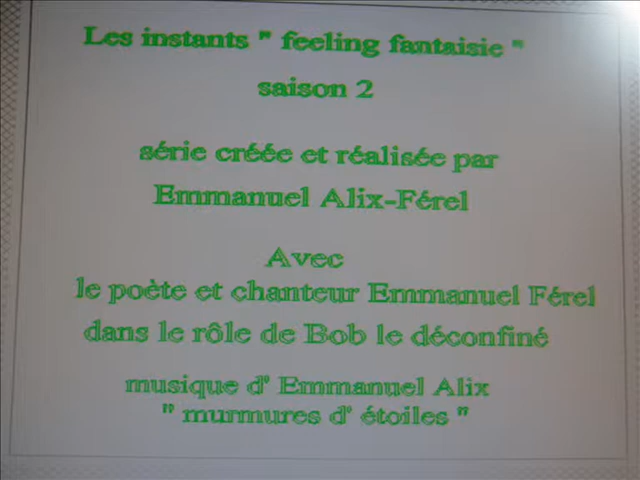 Les instants " feeling fantaisie "
saison 2
série créée et réalisée par
Emmanuel Alix-Férel
Avec
le poète et chanteur Emmanuel Férel
dans le rôle de Bob le déconfiné
musique d' Emmanuel Alix
" murmures d' étoiles "